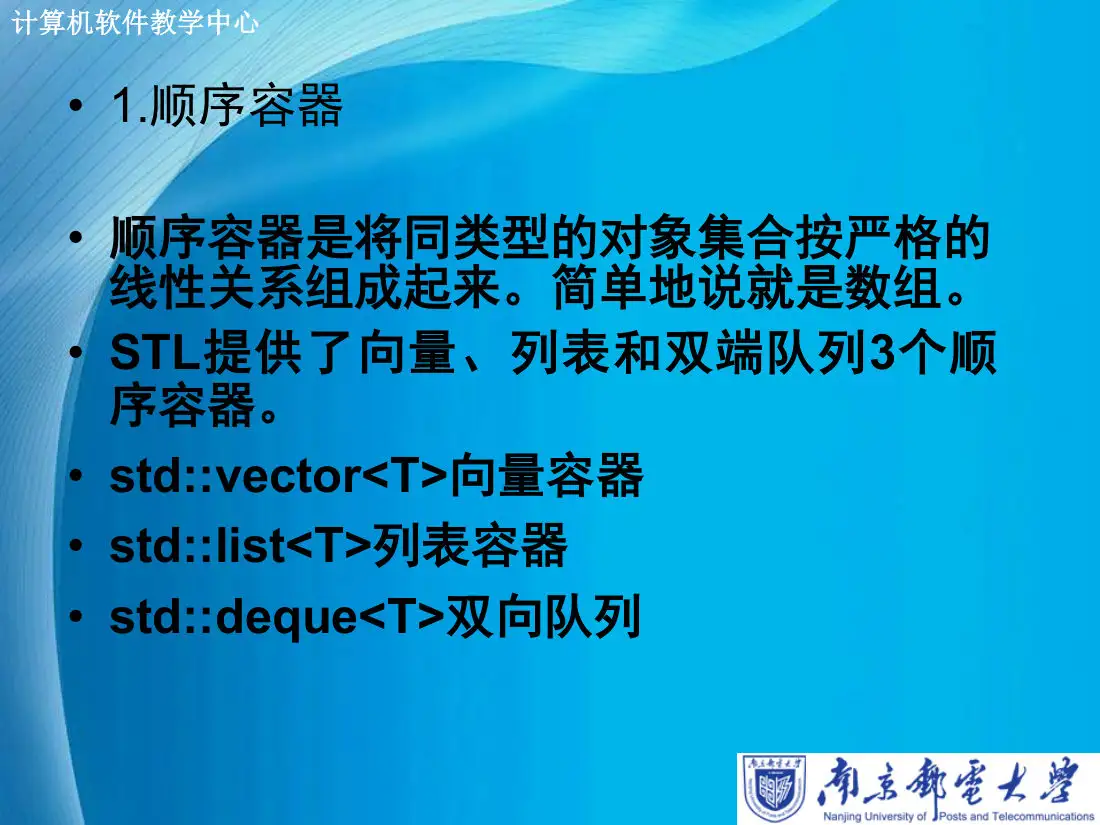 计算机软件教学中心
• 1.顺序容器
• 顺序容器是将同类型的对象集合按严格的
线性关系组成起来。简单地说就是数组。
• STL提供了向量、列表和双端队列3个顺
序容器。
• std::vector<T>向量容器
• std::list<T>列表容器
• std::deque<T>双向队列
南京郵電大學
Nanjing University of Posts and Telecommunications